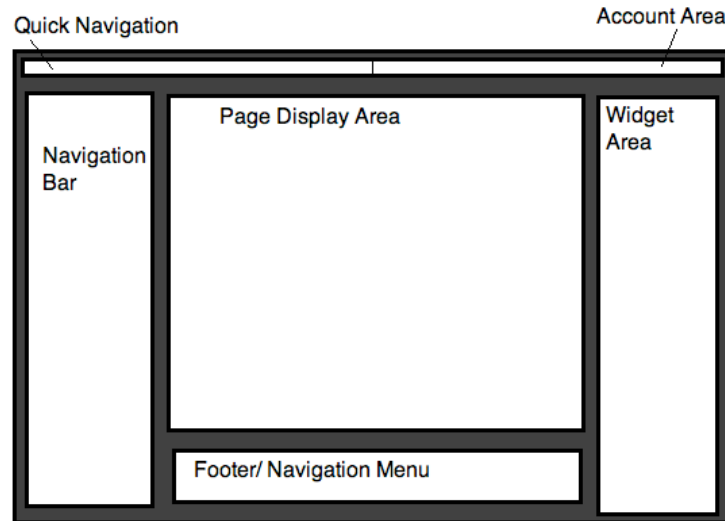 Quick Navigation
Account Area
Page Display Area
Widget
Area
Navigation
Bar
Footer/ Navigation Menu